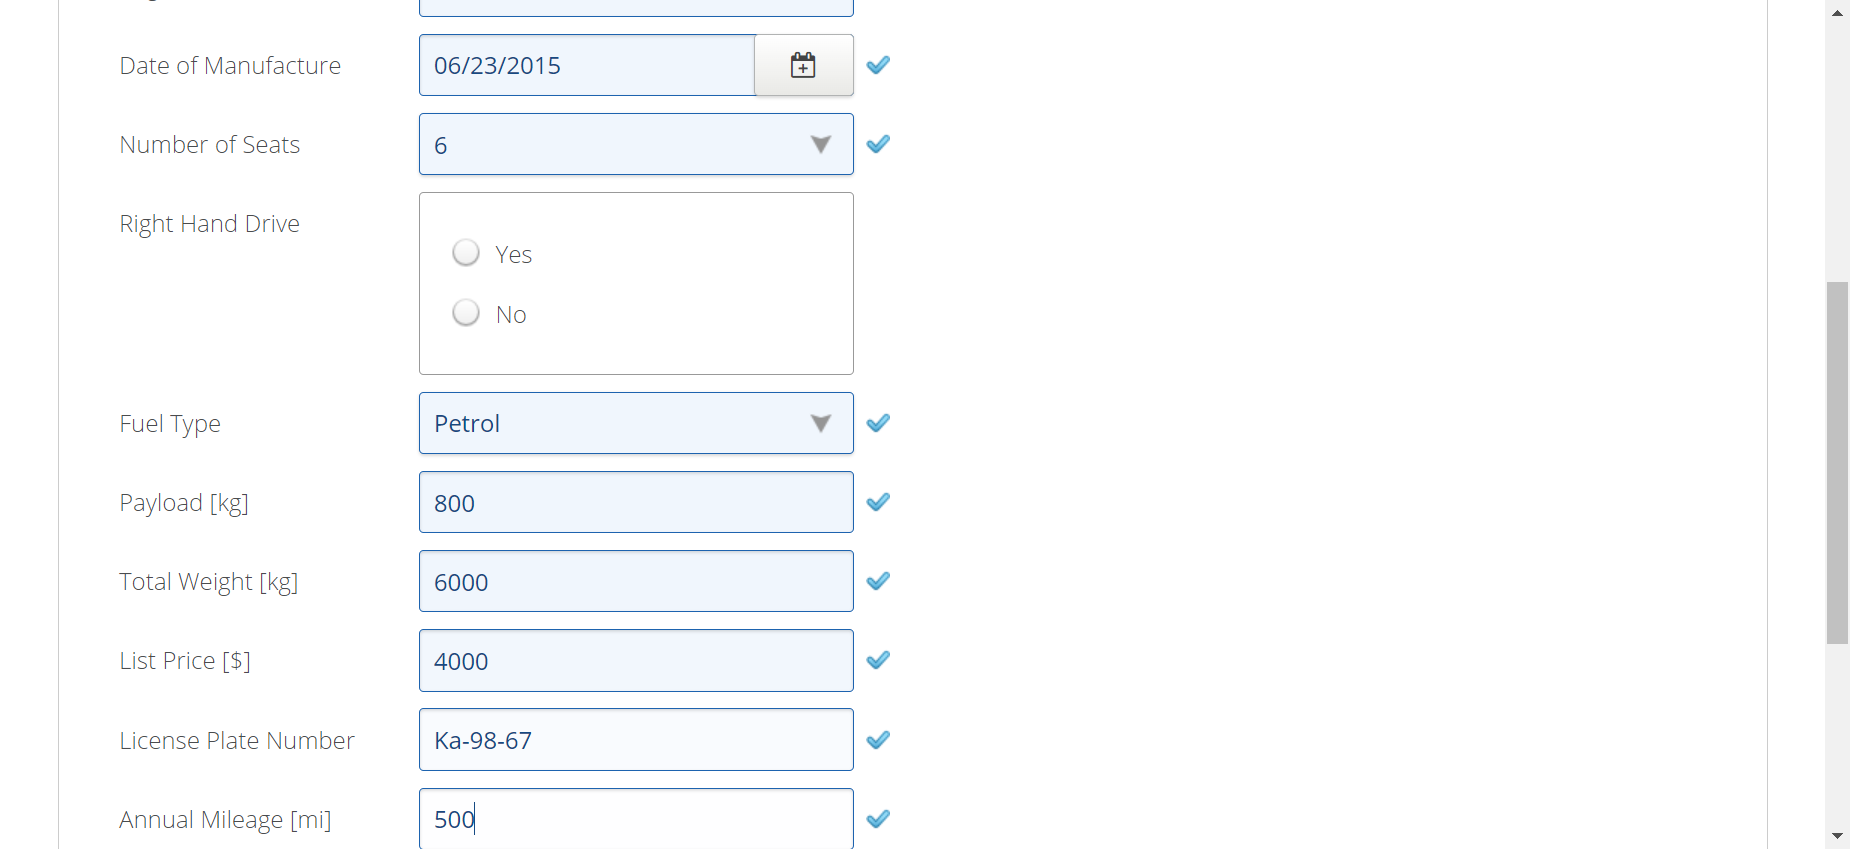 Date of Manufacture
06/23/2015
Number of Seats
6
Right Hand Drive
Yes
No
Fuel Type
Petrol
Payload [kg]
800
Total Weight [kg]
6000
List Price [$]
4000
License Plate Number
Ka-98-67
Annual Mileage [mi]
500